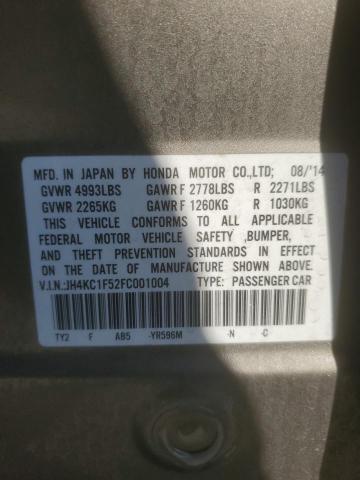 MFD. IN JAPAN BY HONDA MOTOR CO.,LTD; 08/'14
GVWR 4993LBS GAWR F 2778LBS R 2271LBS
GVWR 2265KG GAWR F 1260KG R 1030KG
THIS VEHICLE CONFORMS TO ALL APPLICABLE
FEDERAL MOTOR VEHICLE SAFETY ,BUMPER,
AND THEFT PREVENTION STANDARDS IN EFFECT
ON THE DATE OF MANUFACTURE SHOWN ABOVE.
V.I.N.:JH4KC1F52FC001004 TYPE: PASSENGER CAR
TY2 F AB5 -YR596M -N -C